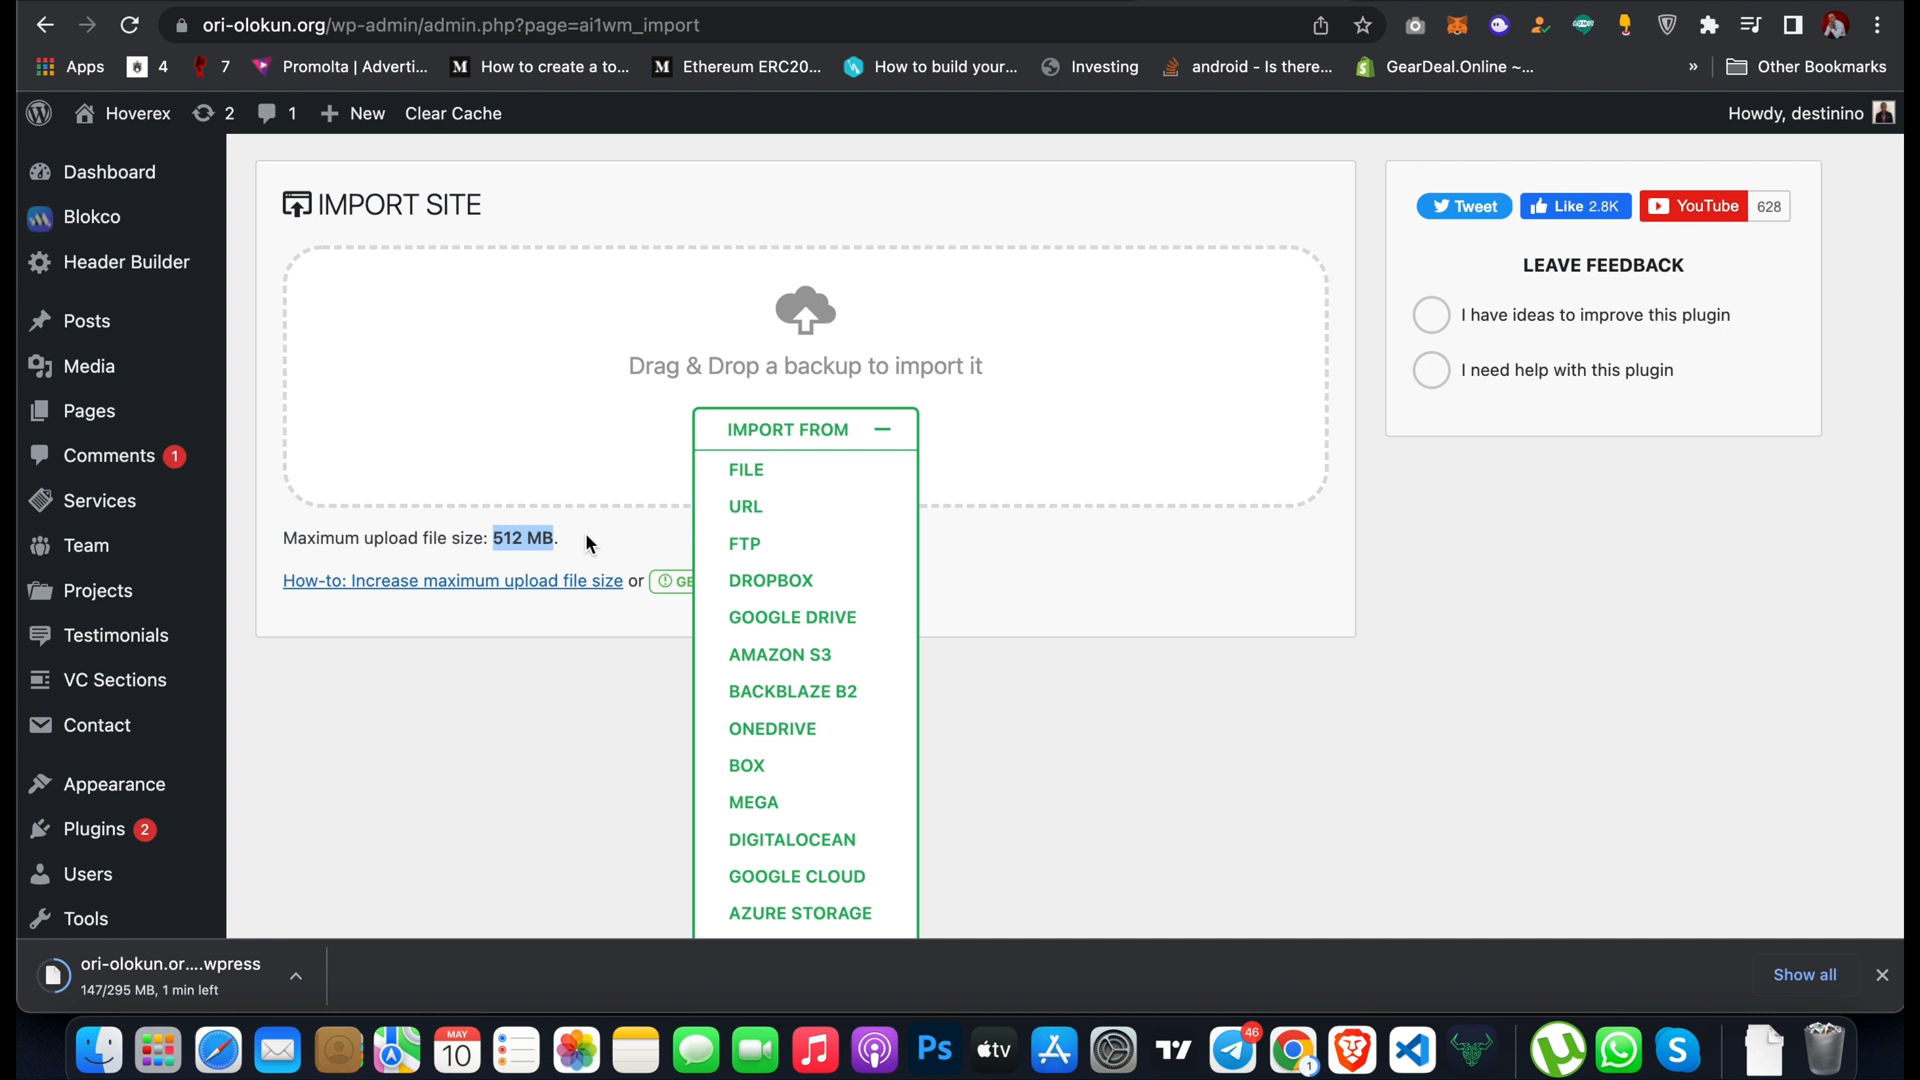 ori-olokun.org/wp-admin/admin.php?page=ai1wm_import
Apps
4
7
Promolta | Adverti...
M How to create a to...
M Ethereum ERC20...
How to build your...
Investing
android - Is there...
GearDeal.Online ~...
»
Other Bookmarks
Hoverex
2
1
+ New
Clear Cache
Howdy, destinino
Dashboard
Blokco
Header Builder
Posts
Media
Pages
Comments 1
Services
Team
Projects
Testimonials
VC Sections
Contact
Appearance
Plugins 2
Users
Tools
IMPORT SITE
Drag & Drop a backup to import it
IMPORT FROM
FILE
URL
FTP
DROPBOX
GOOGLE DRIVE
AMAZON S3
BACKBLAZE B2
ONEDRIVE
BOX
MEGA
DIGITALOCEAN
GOOGLE CLOUD
AZURE STORAGE
Maximum upload file size: 512 MB.
How-to: Increase maximum upload file size or GE
Tweet
Like 2.8K
YouTube 628
LEAVE FEEDBACK
I have ideas to improve this plugin
I need help with this plugin
ori-olokun.or....wpress
147/295 MB, 1 min left
Show all
MAY
10
Ps
tv
46
1
S